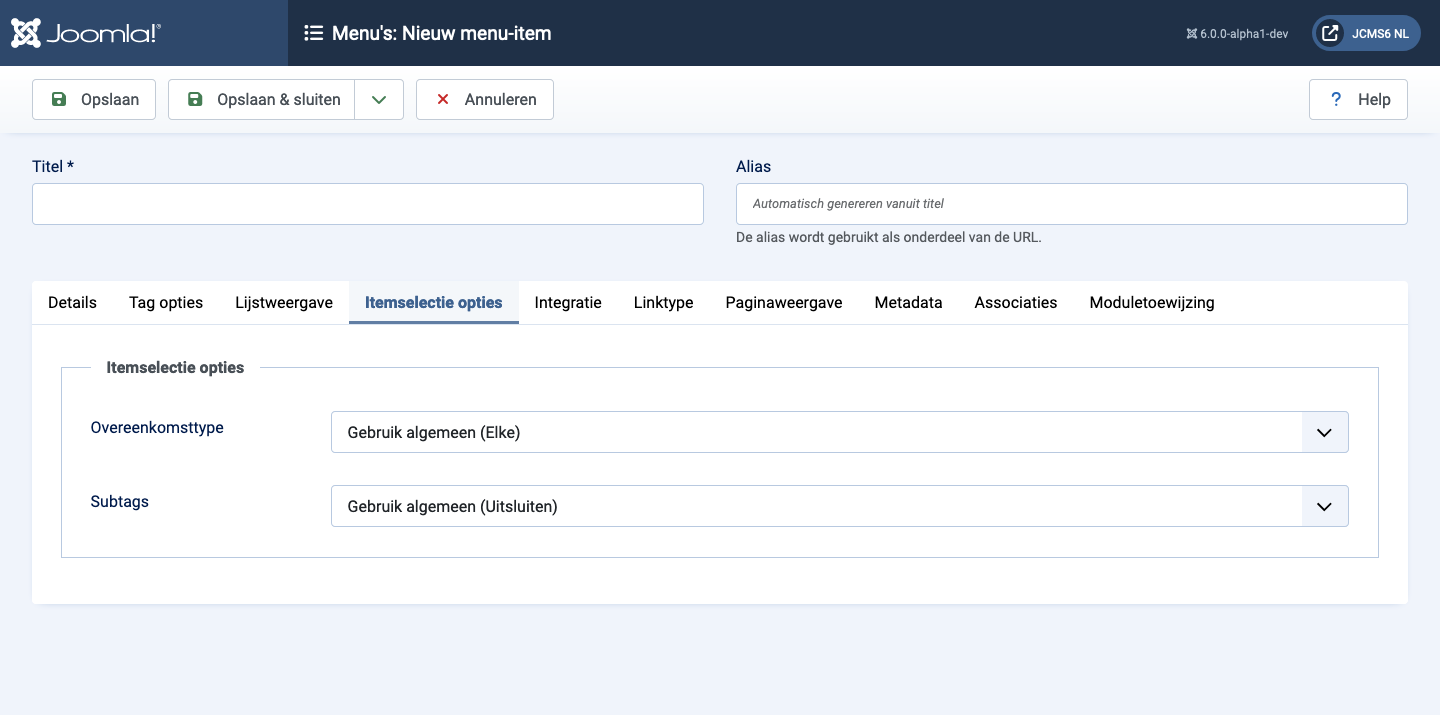 Joomla!®
Menu's: Nieuw menu-item
6.0.0-alpha1-dev
JCMS6 NL
Opslaan
Opslaan & sluiten
Annuleren
? Help
Titel *
Alias
Automatisch genereren vanuit titel
De alias wordt gebruikt als onderdeel van de URL.
Details Tag opties Lijstweergave Itemselectie opties Integratie Linktype Paginaweergave Metadata Associaties Moduletoewijzing
Itemselectie opties
Overeenkomsttype
Gebruik algemeen (Elke)
Subtags
Gebruik algemeen (Uitsluiten)